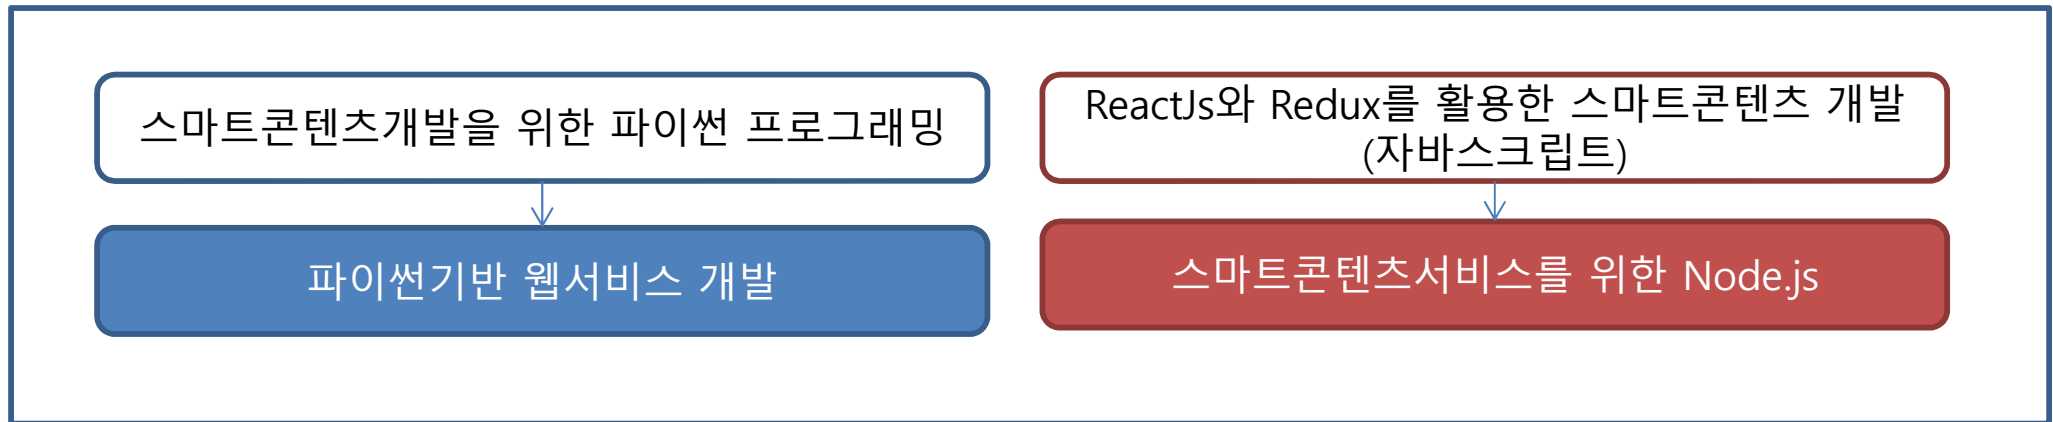 스마트콘텐츠개발을 위한 파이썬 프로그래밍
파이썬기반 웹서비스 개발
ReactJs와 Redux를 활용한 스마트콘텐츠 개발
(자바스크립트)
스마트콘텐츠서비스를 위한 Node.js